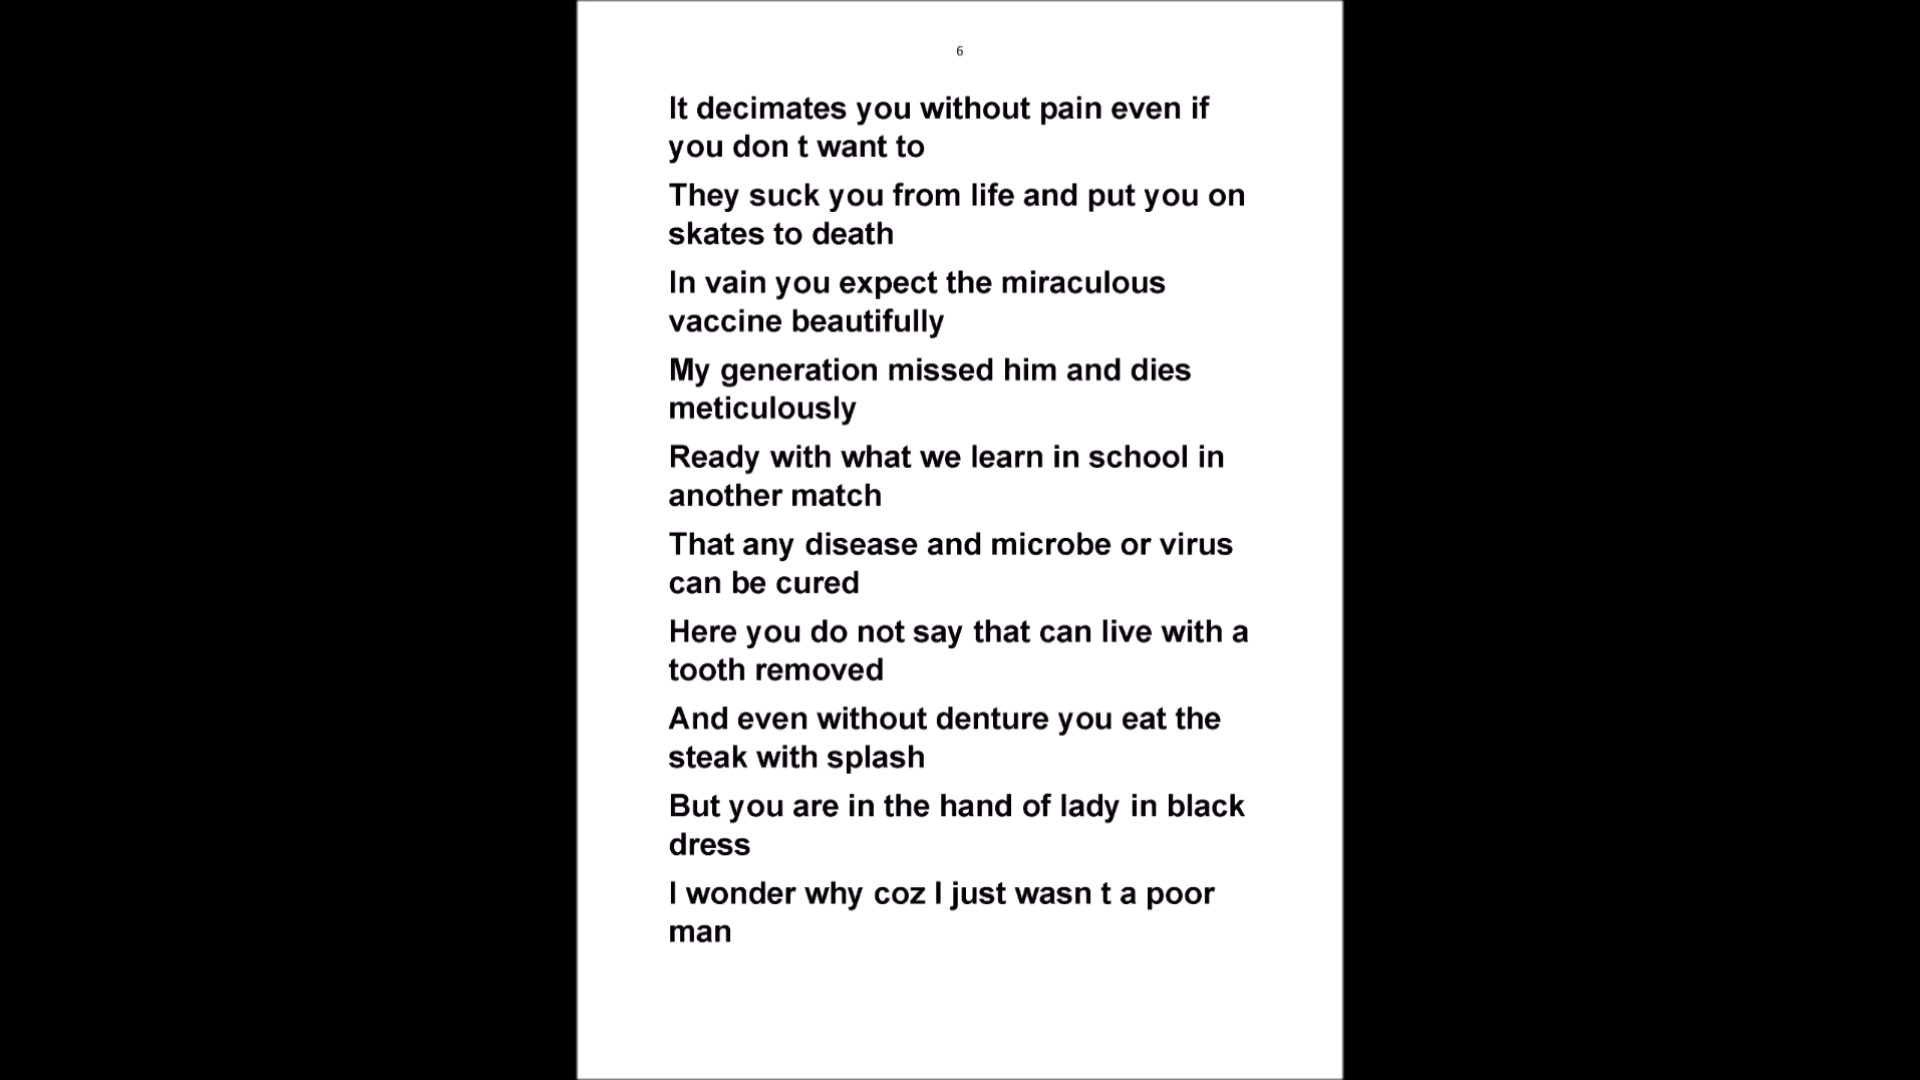 6
It decimates you without pain even if
you don t want to
They suck you from life and put you on
skates to death
In vain you expect the miraculous
vaccine beautifully
My generation missed him and dies
meticulously
Ready with what we learn in school in
another match
That any disease and microbe or virus
can be cured
Here you do not say that can live with a
tooth removed
And even without denture you eat the
steak with splash
But you are in the hand of lady in black
dress
I wonder why coz I just wasn t a poor
man